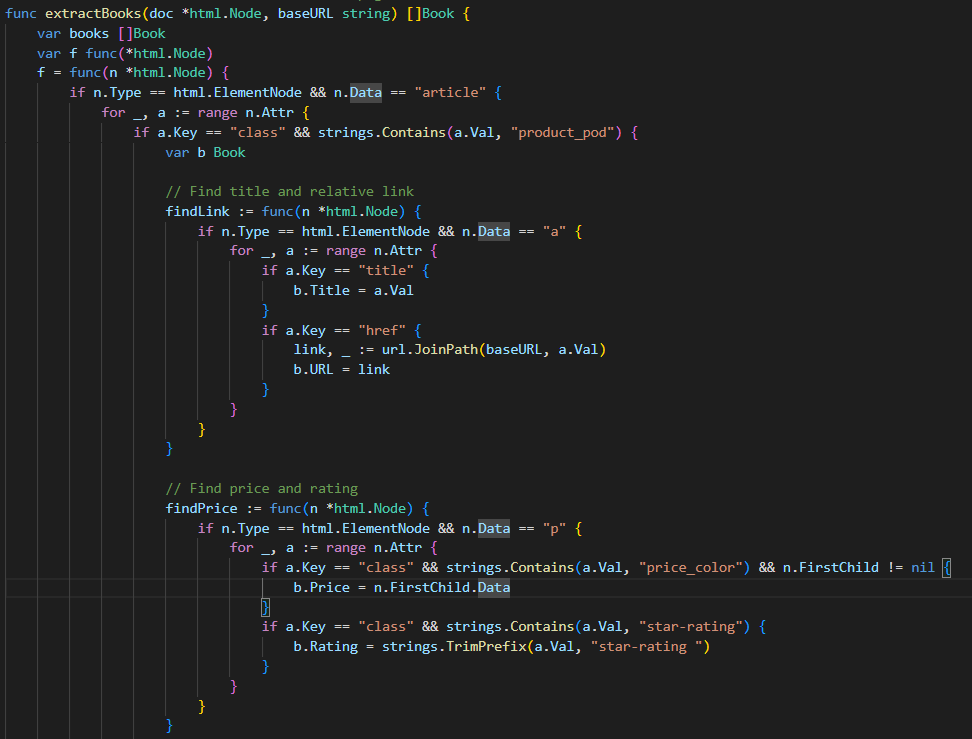 func extractBooks(doc *html.Node, baseURL string) []Book {
    var books []Book
    var f func(*html.Node)
    f = func(n *html.Node) {
        if n.Type == html.ElementNode && n.Data == "article" {
            for _, a := range n.Attr {
                if a.Key == "class" && strings.Contains(a.Val, "product_pod") {
                    var b Book

                    // Find title and relative link
                    findLink := func(n *html.Node) {
                        if n.Type == html.ElementNode && n.Data == "a" {
                            for _, a := range n.Attr {
                                if a.Key == "title" {
                                    b.Title = a.Val
                                }
                                if a.Key == "href" {
                                    link, _ := url.JoinPath(baseURL, a.Val)
                                    b.URL = link
                                }
                            }
                        }
                    }

                    // Find price and rating
                    findPrice := func(n *html.Node) {
                        if n.Type == html.ElementNode && n.Data == "p" {
                            for _, a := range n.Attr {
                                if a.Key == "class" && strings.Contains(a.Val, "price_color") && n.FirstChild != nil {
                                    b.Price = n.FirstChild.Data
                                }
                                if a.Key == "class" && strings.Contains(a.Val, "star-rating") {
                                    b.Rating = strings.TrimPrefix(a.Val, "star-rating ")
                                }
                            }
                        }
                    }